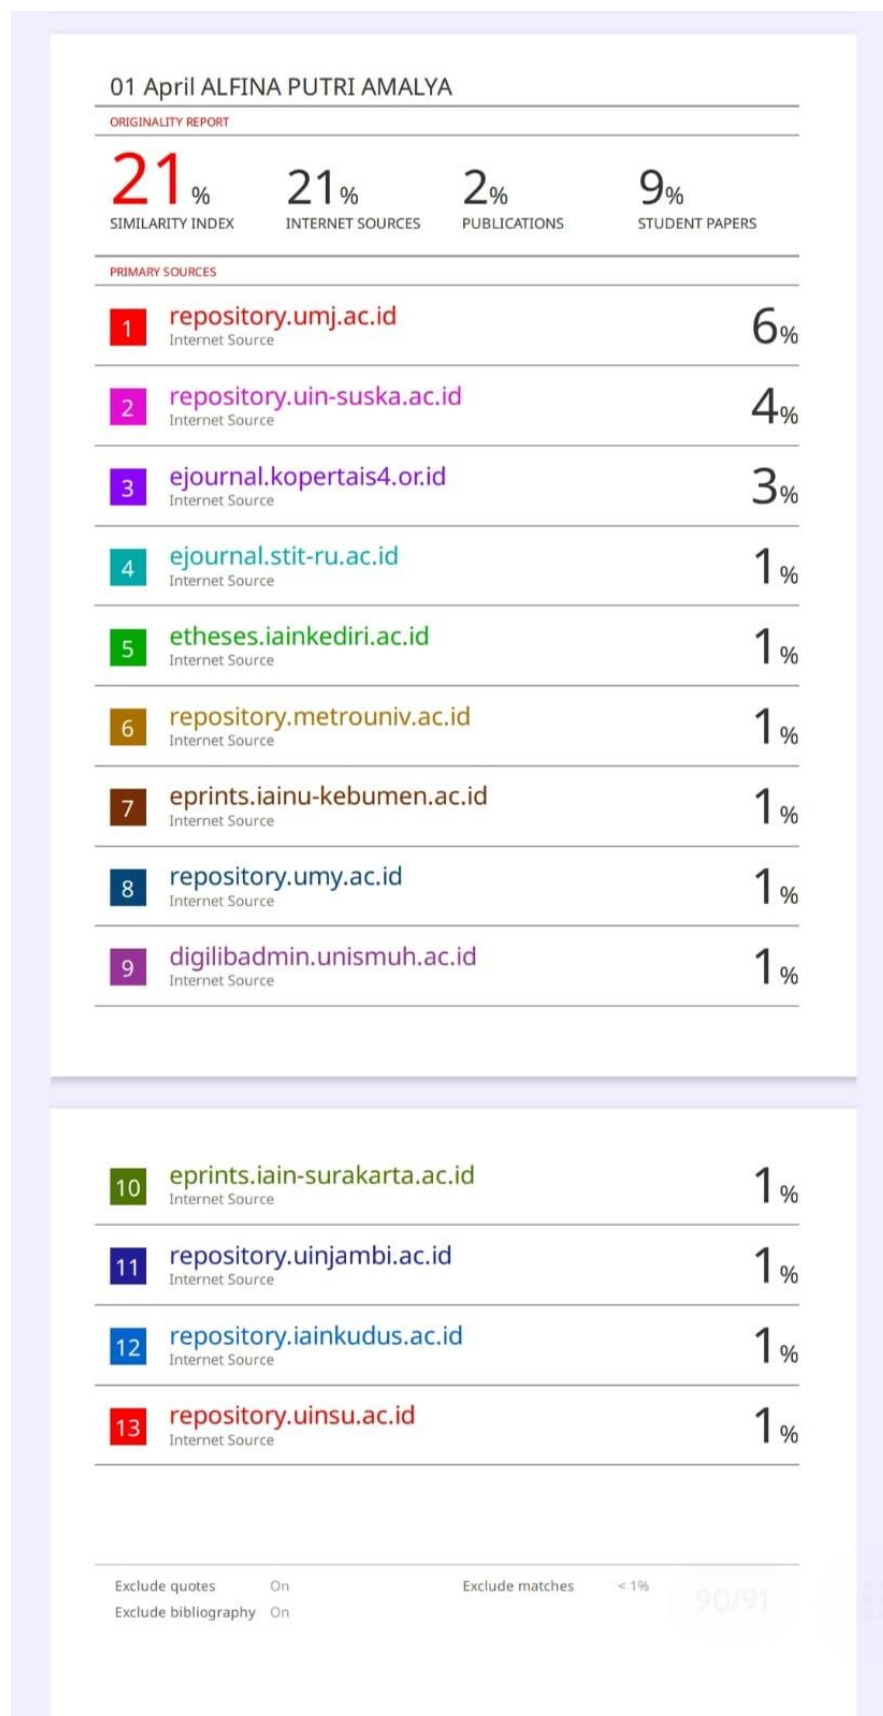 01 April ALFINA PUTRI AMALYA
ORIGINALITY REPORT
21% 21% 2% 9%
SIMILARITY INDEX INTERNET SOURCES PUBLICATIONS STUDENT PAPERS
PRIMARY SOURCES
1 repository.umj.ac.id 6%
Internet Source
2 repository.uin-suska.ac.id 4%
Internet Source
3 ejournal.kopertais4.or.id 3%
Internet Source
4 ejournal.stit-ru.ac.id 1%
Internet Source
5 etheses.iainkediri.ac.id 1%
Internet Source
6 repository.metrouniv.ac.id 1%
Internet Source
7 eprints.iainu-kebumen.ac.id 1%
Internet Source
8 repository.umy.ac.id 1%
Internet Source
9 digilibadmin.unismuh.ac.id 1%
Internet Source
10 eprints.iain-surakarta.ac.id 1%
Internet Source
11 repository.uinjambi.ac.id 1%
Internet Source
12 repository.iainkudus.ac.id 1%
Internet Source
13 repository.uinsu.ac.id 1%
Internet Source
Exclude quotes On Exclude matches < 1%
90/91
Exclude bibliography On